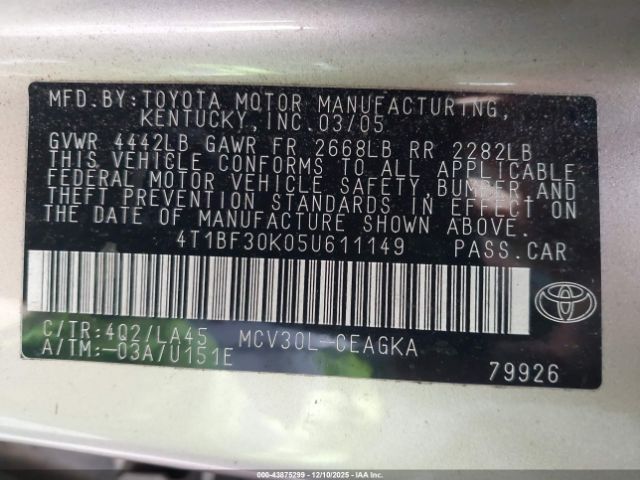 MFD.BY:TOYOTA MOTOR MANUFACTURING,
KENTUCKY,INC.03/05
GVWR 4442LB GAWR FR 2668LB RR 2282LB
THIS VEHICLE CONFORMS TO ALL APPLICABLE
FEDERAL MOTOR VEHICLE SAFETY,BUMPER AND
THEFT PREVENTION STANDARDS IN EFFECT ON
THE DATE OF MANUFACTURE SHOWN ABOVE.
4T1BF30K05U611149 PASS.CAR
C/TR:4Q2/LA45 MCV30L-CEAGKA
A/TM:-03A/U151E
79926
000-43875299 - 12/10/2025 - IAAI.COM